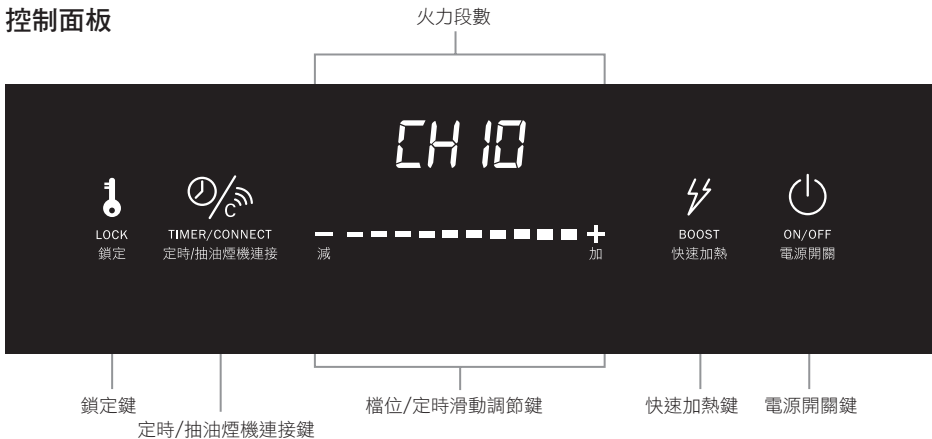 控制面板
火力段數
CH10
C
LOCK
鎖定
TIMER/CONNECT
定時/抽油煙機連接
減
加
BOOST
快速加熱
ON/OFF
電源開關
鎖定鍵
定時/抽油煙機連接鍵
檔位/定時滑動調節鍵
快速加熱鍵
電源開關鍵